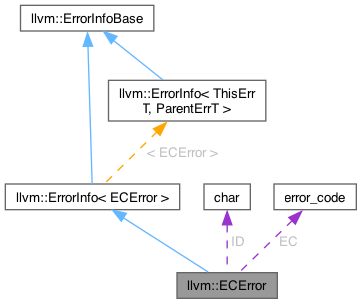 llvm::ErrorInfoBase
llvm::ErrorInfo< ThisErr
T, ParentErrT >
< ECError >
llvm::ErrorInfo< ECError >
char
error_code
ID
EC
llvm::ECError